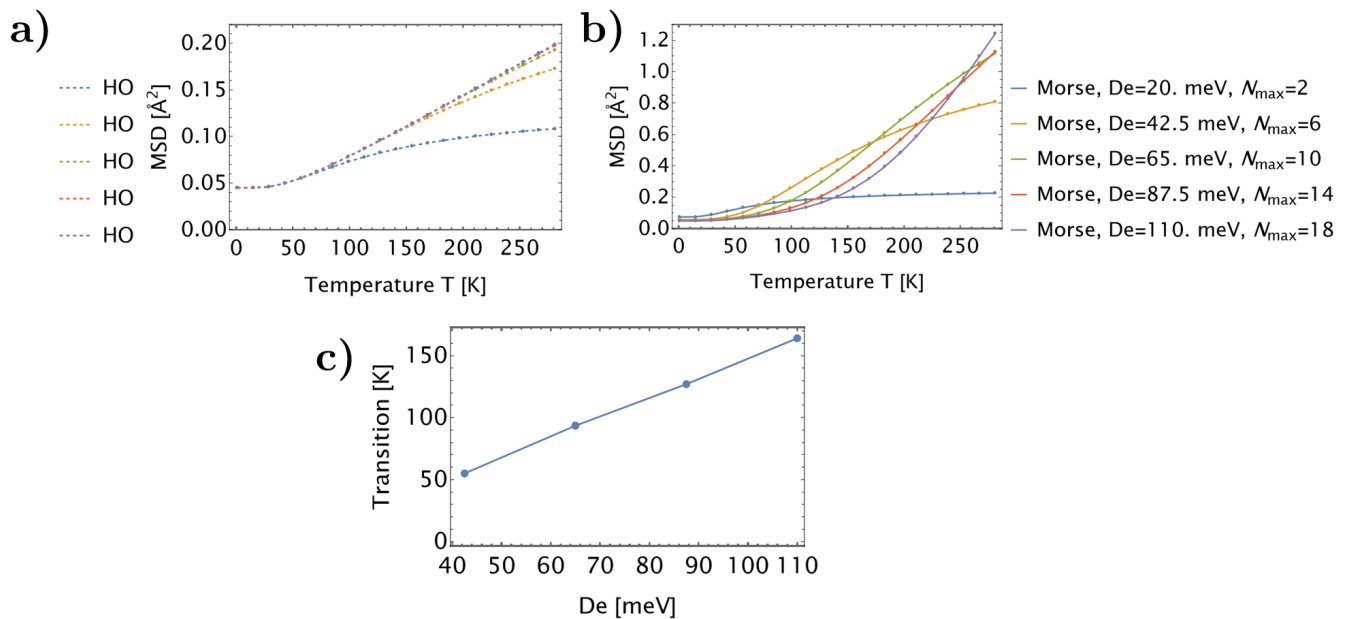 a)
HO
HO
HO
HO
HO
MSD [Å²]
0.20
0.15
0.10
0.05
0.00
0 50 100 150 200 250
Temperature T [K]
b)
MSD [Å²]
1.2
1.0
0.8
0.6
0.4
0.2
0.0
0 50 100 150 200 250
Temperature T [K]
Morse, De=20. meV, Nmax=2
Morse, De=42.5 meV, Nmax=6
Morse, De=65. meV, Nmax=10
Morse, De=87.5 meV, Nmax=14
Morse, De=110. meV, Nmax=18
c)
Transition [K]
150
100
50
0
40 50 60 70 80 90 100 110
De [meV]